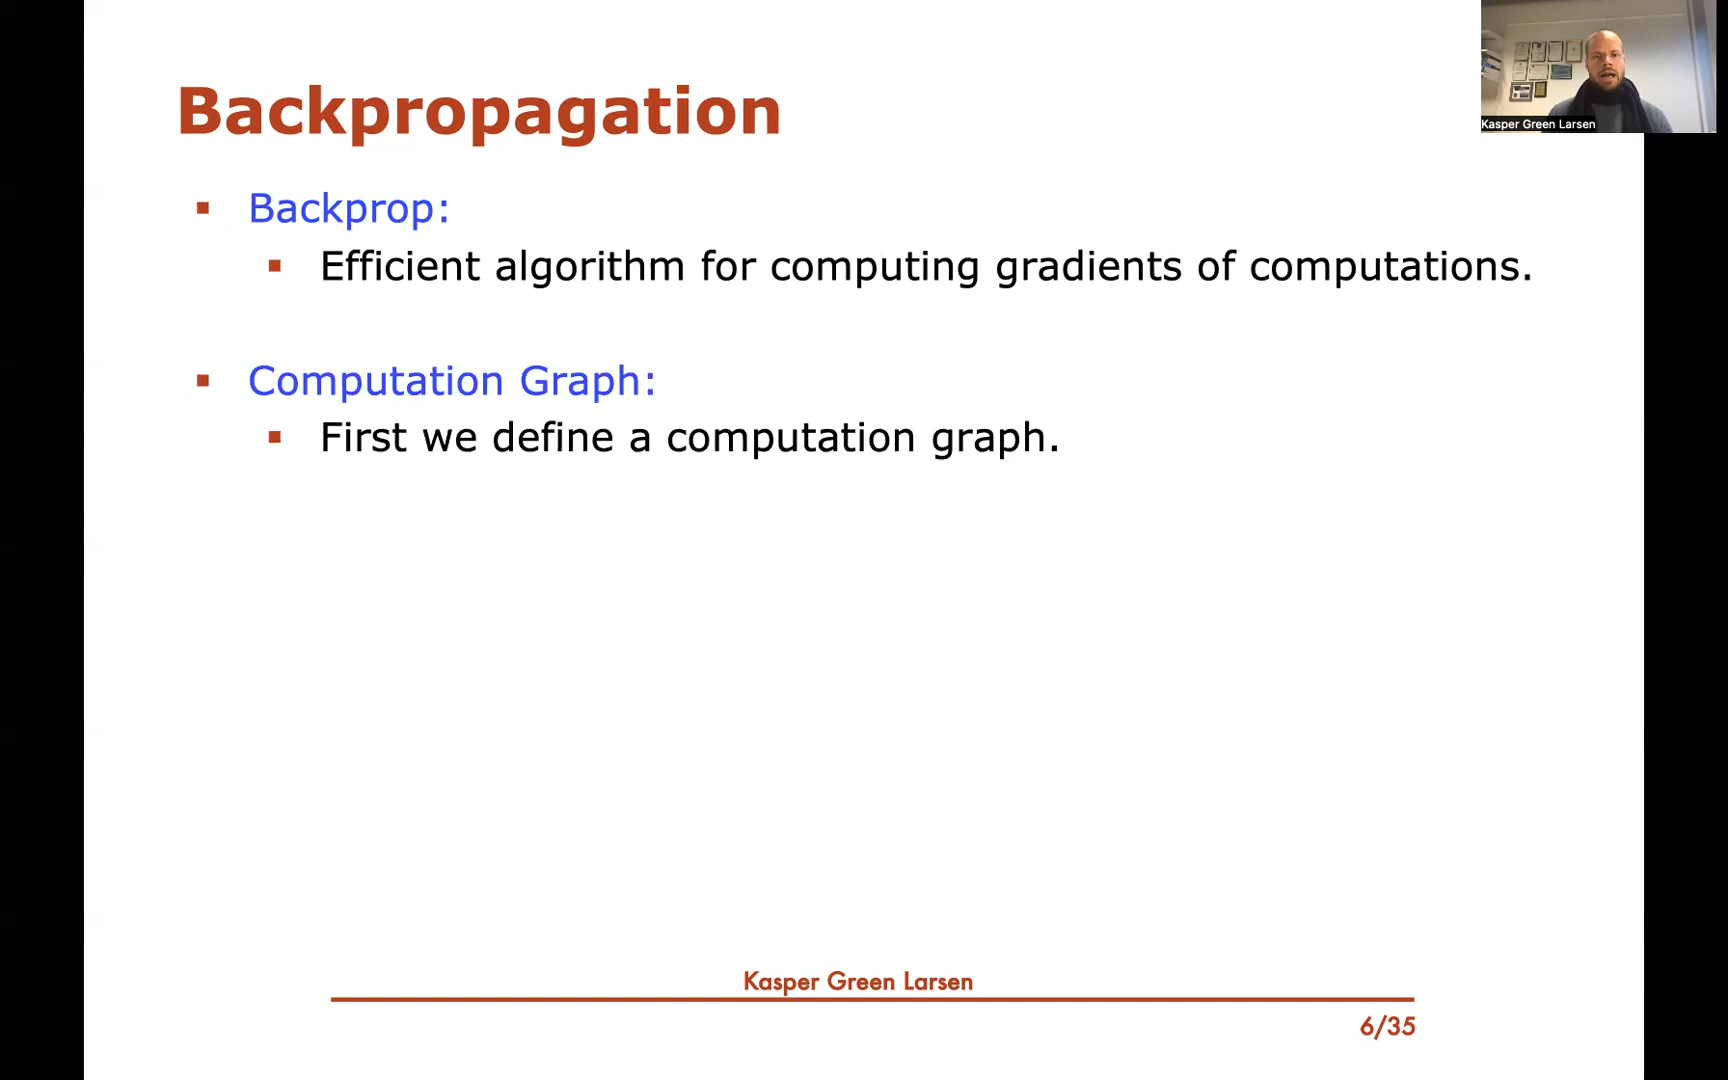 Backpropagation
Kasper Green Larsen
▪ Backprop:
▪ Efficient algorithm for computing gradients of computations.
▪ Computation Graph:
▪ First we define a computation graph.
Kasper Green Larsen
6/35